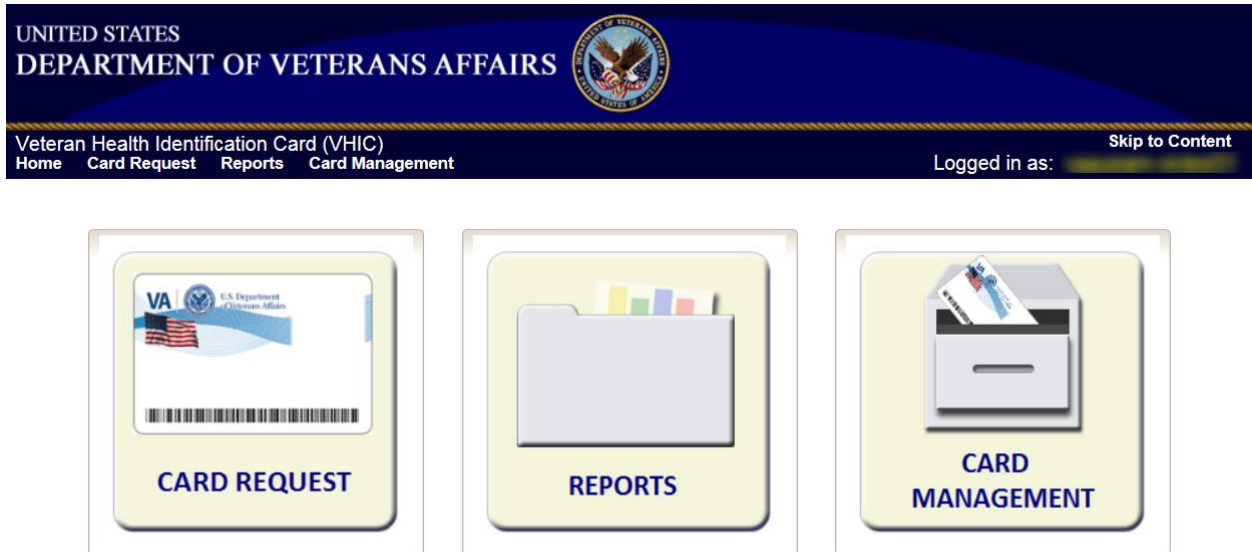 UNITED STATES
DEPARTMENT OF VETERANS AFFAIRS
Veteran Health Identification Card (VHIC)
Skip to Content
Home Card Request Reports Card Management
Logged in as:
VA U.S. Department
of Veterans Affairs
CARD REQUEST
REPORTS
VA
CARD
MANAGEMENT